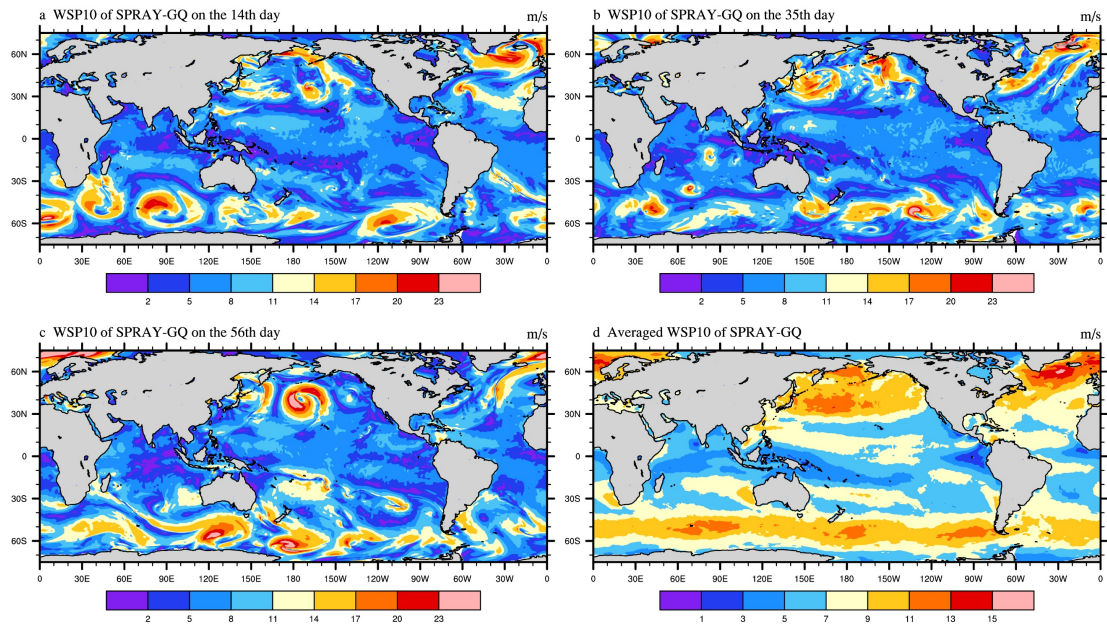 a WSP10 of SPRAY-GQ on the 14th day m/s
60N
30N
0
30S
60S
0 30E 60E 90E 120E 150E 180 150W 120W 90W 60W 30W 0
2 5 8 11 14 17 20 23
b WSP10 of SPRAY-GQ on the 35th day m/s
60N
30N
0
30S
60S
0 30E 60E 90E 120E 150E 180 150W 120W 90W 60W 30W 0
2 5 8 11 14 17 20 23
c WSP10 of SPRAY-GQ on the 56th day m/s
60N
30N
0
30S
60S
0 30E 60E 90E 120E 150E 180 150W 120W 90W 60W 30W 0
2 5 8 11 14 17 20 23
d Averaged WSP10 of SPRAY-GQ m/s
60N
30N
0
30S
60S
0 30E 60E 90E 120E 150E 180 150W 120W 90W 60W 30W 0
1 3 5 7 9 11 13 15